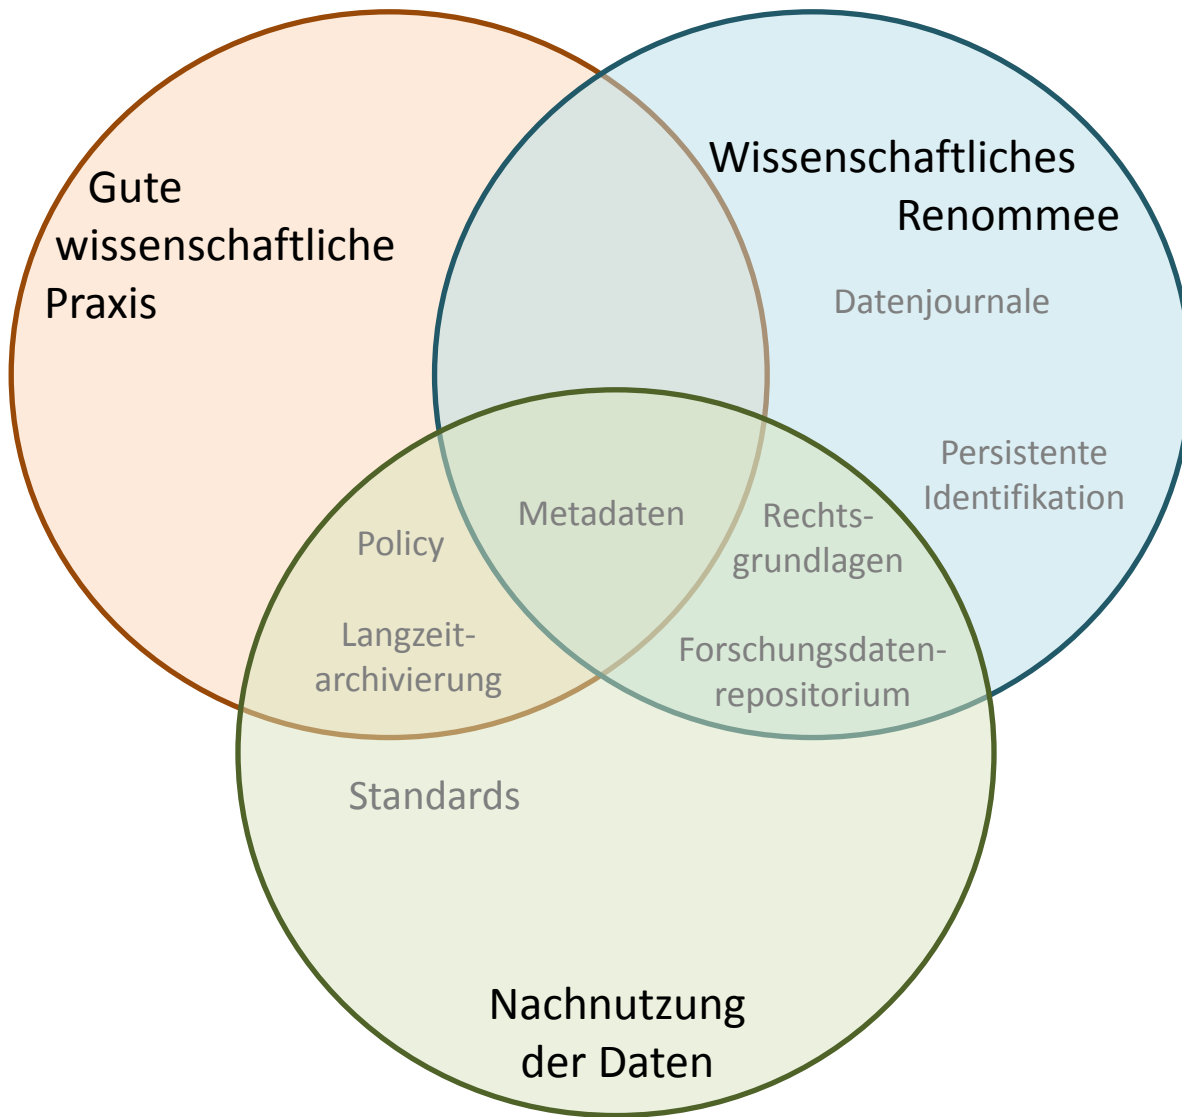 Gute
wissenschaftliche
Praxis
Wissenschaftliches
Renommee
Datenjournale
Persistente
Identifikation
Metadaten
Rechts-
grundlagen
Policy
Langzeit-
archivierung
Forschungsdaten-
repositorium
Standards
Nachnutzung
der Daten